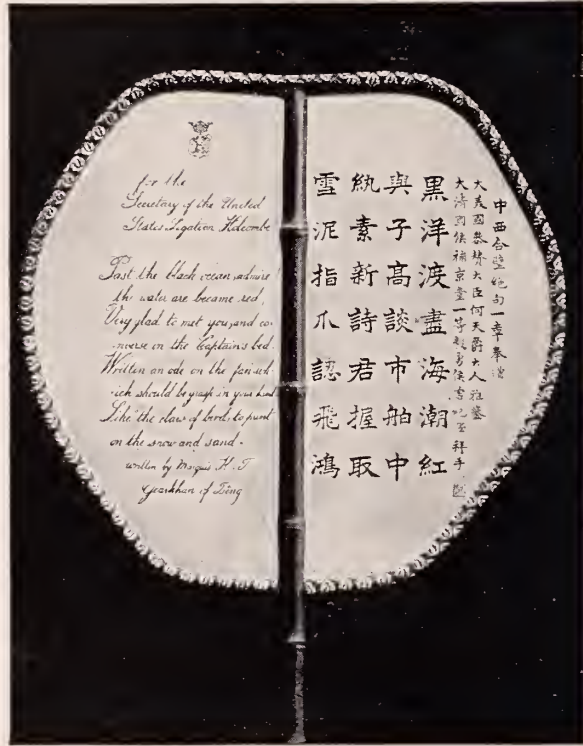 for the
Secretary of the United
States Legation, Holcombe
Past the black ocean, admire!
the water are became red!
Very glad to met you, and co-
nverse on the Captain's bed.
Written an ode on the fan wh-
ich should be grasp in your hand
Like the claw of bird, to print
on the snow and sand.
written by Marquis H. T.
of Tseng
中西合璧絕句一章奉贈
大美國參贊大臣何天爵大人雅鑒
大清國候補京堂一等毅勇侯曾紀澤拜手
黑洋渡盡海潮紅
與子高談市舶中
紈素新詩君握取
雪泥指爪認飛鴻